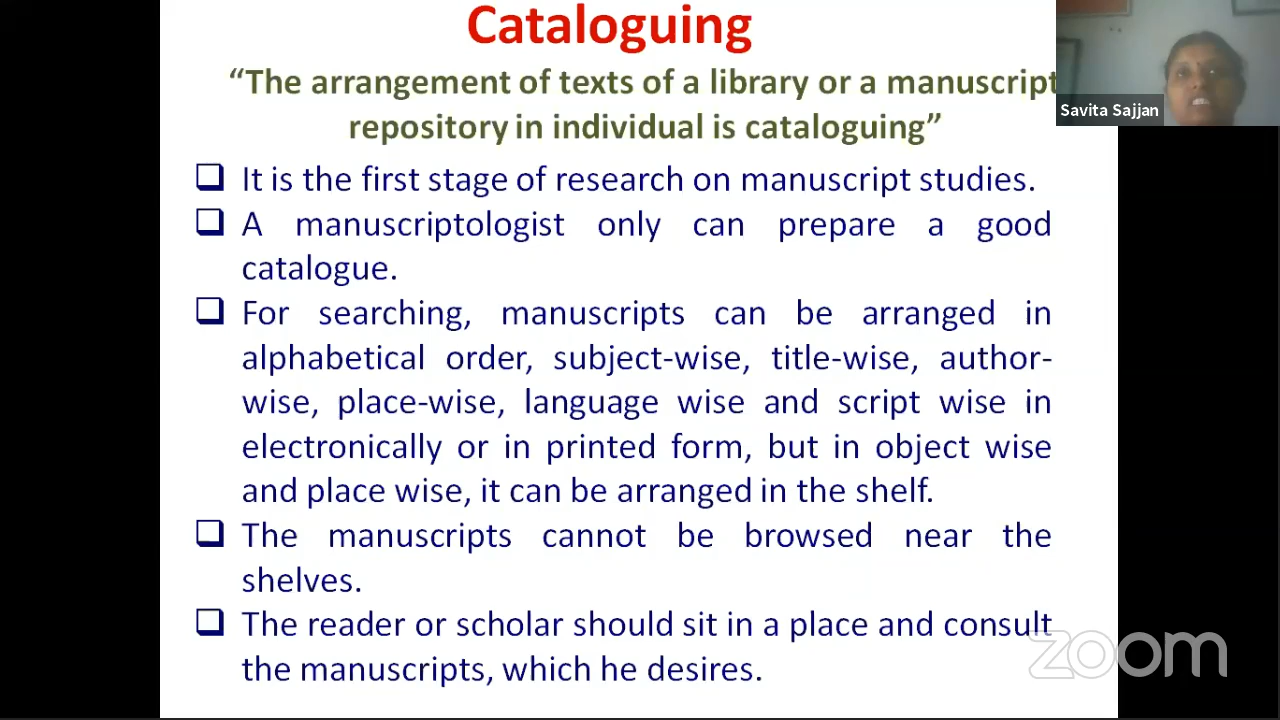 Cataloguing
“The arrangement of texts of a library or a manuscript
repository in individual is cataloguing”
It is the first stage of research on manuscript studies.
A manuscriptologist only can prepare a good
catalogue.
For searching, manuscripts can be arranged in
alphabetical order, subject-wise, title-wise, author-
wise, place-wise, language wise and script wise in
electronically or in printed form, but in object wise
and place wise, it can be arranged in the shelf.
The manuscripts cannot be browsed near the
shelves.
The reader or scholar should sit in a place and consult
the manuscripts, which he desires.
Savita Sajjan
zoom